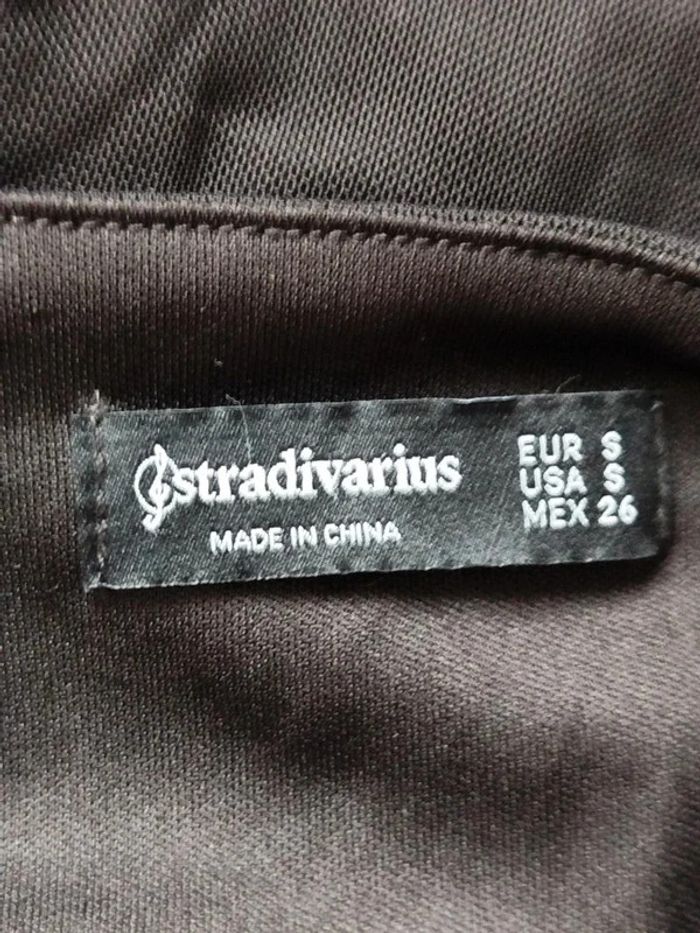 stradivarius
MADE IN CHINA
EUR S
USA S
MEX 26